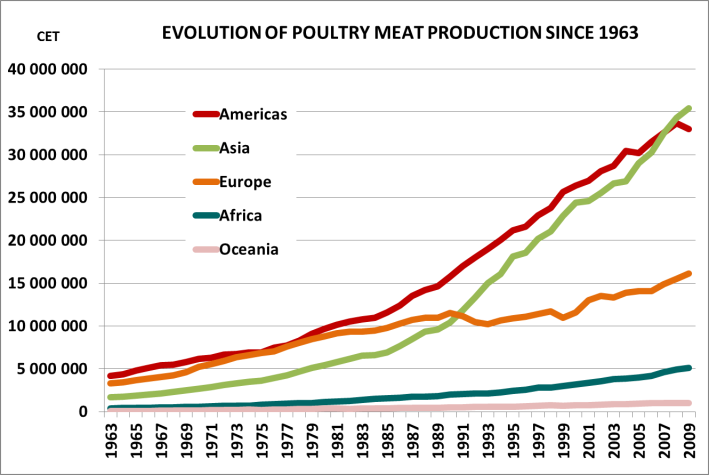 CET
EVOLUTION OF POULTRY MEAT PRODUCTION SINCE 1963
40 000 000
35 000 000
30 000 000
25 000 000
20 000 000
15 000 000
10 000 000
5 000 000
0
Americas
Asia
Europe
Africa
Oceania
1963
1965
1967
1969
1971
1973
1975
1977
1979
1981
1983
1985
1987
1989
1991
1993
1995
1997
1999
2001
2003
2005
2007
2009